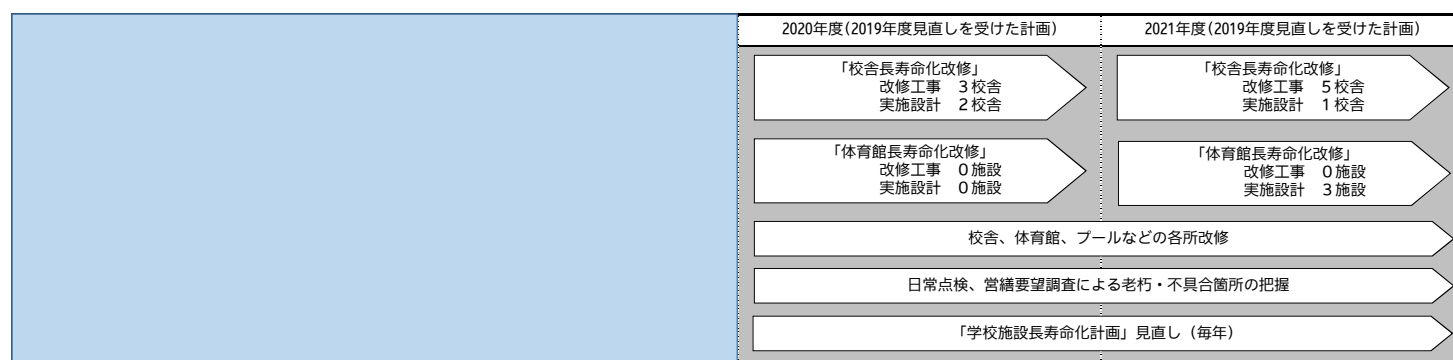 2020年度(2019年度見直しを受けた計画)
2021年度(2019年度見直しを受けた計画)
「校舎長寿命化改修」
改修工事　3校舎
実施設計　2校舎
「校舎長寿命化改修」
改修工事　5校舎
実施設計　1校舎
「体育館長寿命化改修」
改修工事　0施設
実施設計　0施設
「体育館長寿命化改修」
改修工事　0施設
実施設計　3施設
校舎、体育館、プールなどの各所改修
日常点検、営繕要望調査による老朽・不具合箇所の把握
「学校施設長寿命化計画」見直し（毎年）